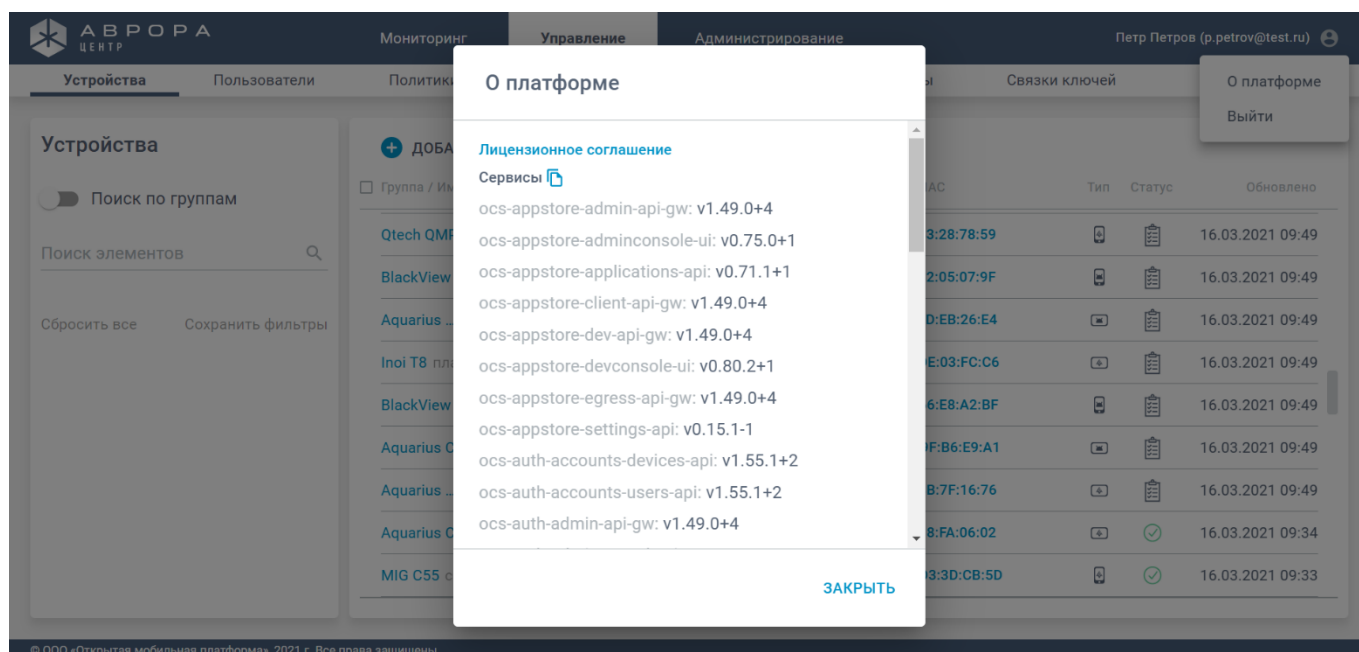 АВРОРА
ЦЕНТР
Мониторинг
Управление
Администрирование
Петр Петров (p.petrov@test.ru)
Устройства
Пользователи
Связки ключей
О платформе
Выйти
Устройства
Поиск по группам
Поиск элементов
Сбросить все
Сохранить фильтры
Группа /
Тип
Статус
Обновлено
Qtech
3:28:78:59
16.03.2021 09:49
BlackView
2:05:07:9F
16.03.2021 09:49
Aquarius ...
D:EB:26:E4
16.03.2021 09:49
Inoi T8
E:03:FC:C6
16.03.2021 09:49
BlackView
6:E8:A2:BF
16.03.2021 09:49
Aquarius
F:B6:E9:A1
16.03.2021 09:49
Aquarius ...
B:7F:16:76
16.03.2021 09:49
Aquarius
8:FA:06:02
16.03.2021 09:34
MIG C55
3:3D:CB:5D
16.03.2021 09:33
О платформе
Лицензионное соглашение
Сервисы
ocs-appstore-admin-api-gw: v1.49.0+4
ocs-appstore-adminconsole-ui: v0.75.0+1
ocs-appstore-applications-api: v0.71.1+1
ocs-appstore-client-api-gw: v1.49.0+4
ocs-appstore-dev-api-gw: v1.49.0+4
ocs-appstore-devconsole-ui: v0.80.2+1
ocs-appstore-egress-api-gw: v1.49.0+4
ocs-appstore-settings-api: v0.15.1-1
ocs-auth-accounts-devices-api: v1.55.1+2
ocs-auth-accounts-users-api: v1.55.1+2
ocs-auth-admin-api-gw: v1.49.0+4
ЗАКРЫТЬ
© ООО «Открытая мобильная платформа», 2021 г. Все права защищены